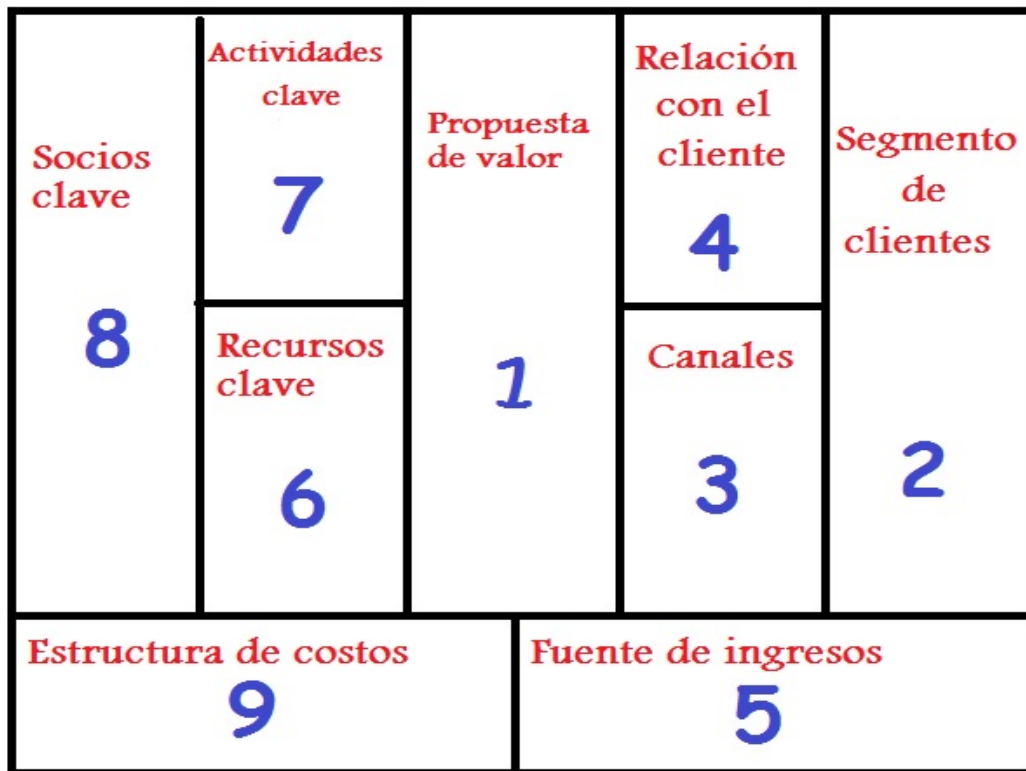 Socios
clave
8
Actividades
clave
7
Recursos
clave
6
Propuesta
de valor
1
Relación
con el
cliente
4
Canales
3
Segmento
de
clientes
2
Estructura de costos
9
Fuente de ingresos
5